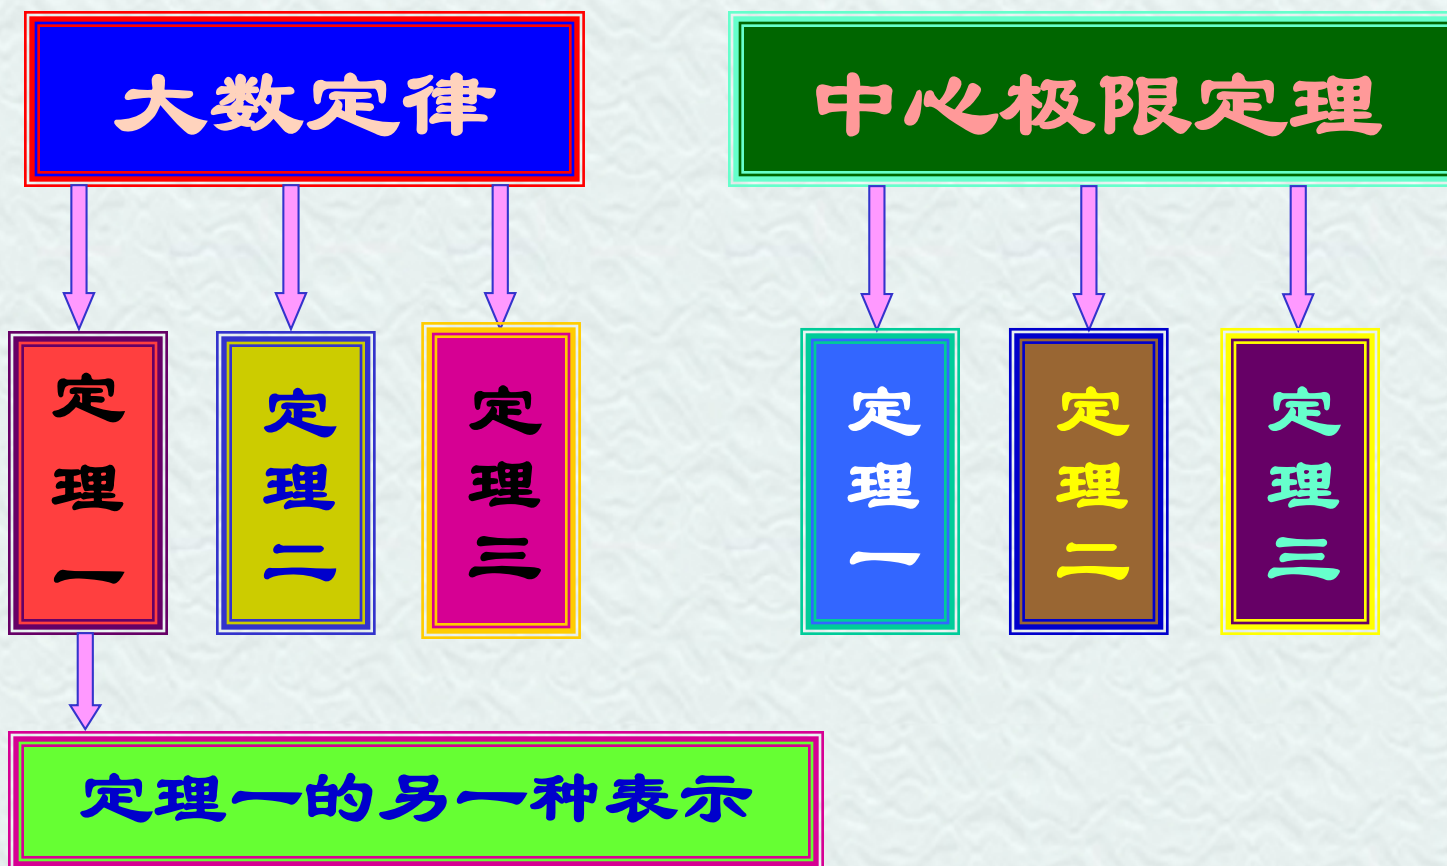 大数定律
中心极限定理
定理一
定理二
定理三
定理一
定理二
定理三
定理一的另一种表示